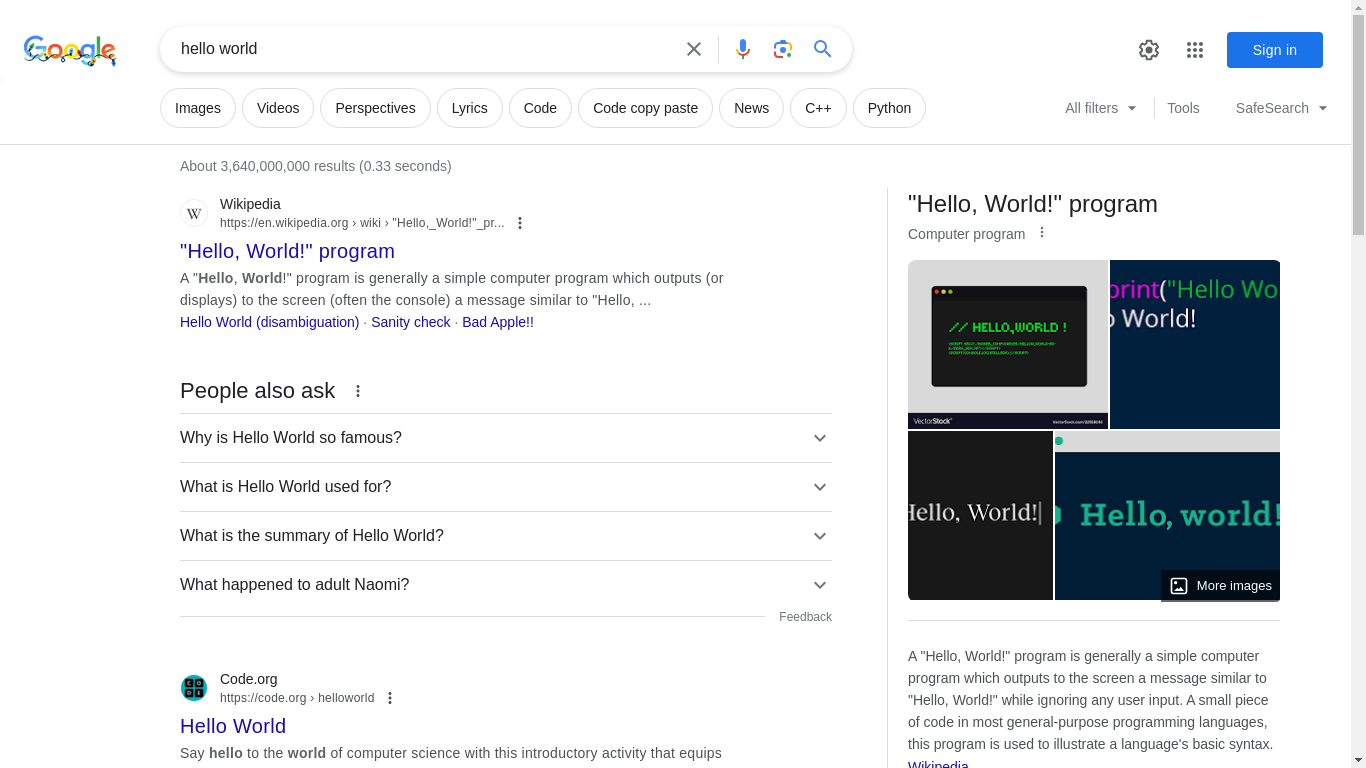 Google
hello world
Sign in
Images
Videos
Perspectives
Lyrics
Code
Code copy paste
News
C++
Python
All filters
Tools
SafeSearch
About 3,640,000,000 results (0.33 seconds)
W
Wikipedia
https://en.wikipedia.org › wiki › "Hello,_World!"_pr...
"Hello, World!" program
A "Hello, World!" program is generally a simple computer program which outputs (or
displays) to the screen (often the console) a message similar to "Hello, ...
Hello World (disambiguation) · Sanity check · Bad Apple!!
People also ask
Why is Hello World so famous?
What is Hello World used for?
What is the summary of Hello World?
What happened to adult Naomi?
Feedback
CODE
Code.org
https://code.org › helloworld
Hello World
Say hello to the world of computer science with this introductory activity that equips
"Hello, World!" program
Computer program
// HELLO,WORLD !
VectorStock
print("Hello Wo
o World!
Hello, World!
Hello, world!
More images
A "Hello, World!" program is generally a simple computer
program which outputs to the screen a message similar to
"Hello, World!" while ignoring any user input. A small piece
of code in most general-purpose programming languages,
this program is used to illustrate a language's basic syntax.
Wikipedia